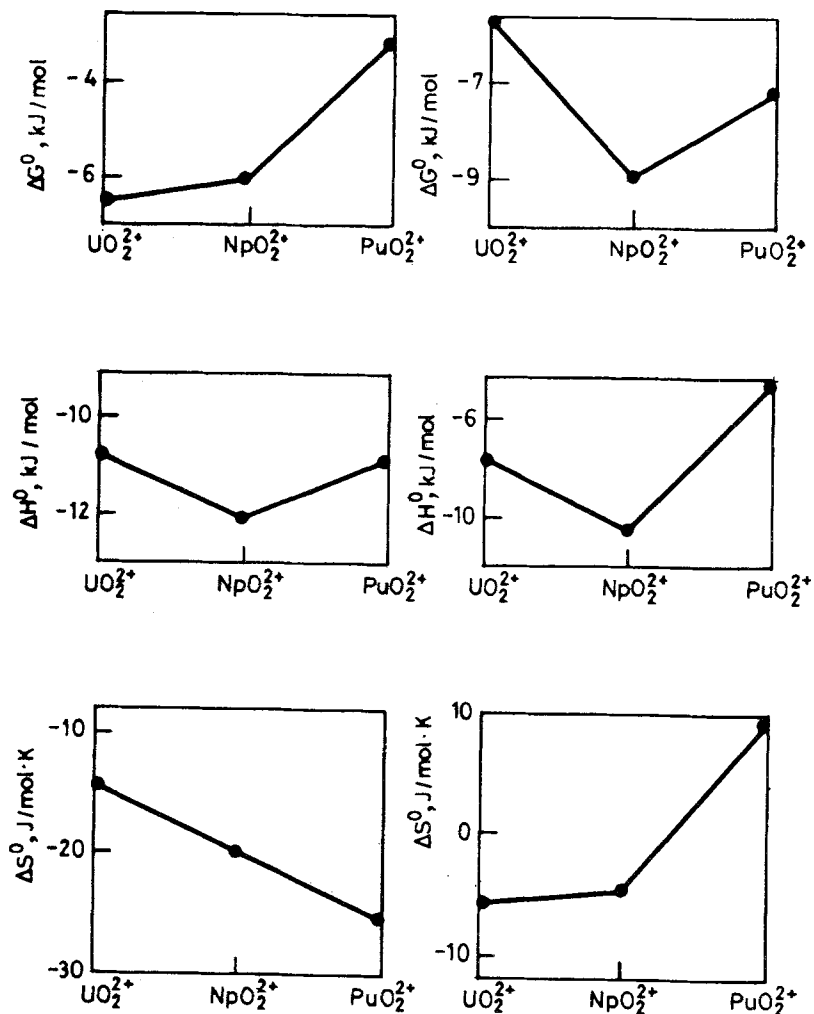 ΔG⁰, kJ/mol
-4
-6
UO₂²⁺ NpO₂²⁺ PuO₂²⁺
ΔG⁰, kJ/mol
-7
-9
UO₂²⁺ NpO₂²⁺ PuO₂²⁺
ΔH⁰, kJ/mol
-10
-12
UO₂²⁺ NpO₂²⁺ PuO₂²⁺
ΔH⁰, kJ/mol
-6
-10
UO₂²⁺ NpO₂²⁺ PuO₂²⁺
ΔS⁰, J/mol·K
-10
-20
-30
UO₂²⁺ NpO₂²⁺ PuO₂²⁺
ΔS⁰, J/mol·K
10
0
-10
UO₂²⁺ NpO₂²⁺ PuO₂²⁺